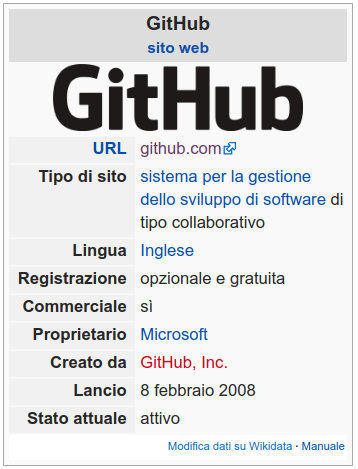 GitHub
sito web
GitHub
URL github.com
Tipo di sito sistema per la gestione
dello sviluppo di software di
tipo collaborativo
Lingua Inglese
Registrazione opzionale e gratuita
Commerciale sì
Proprietario Microsoft
Creato da GitHub, Inc.
Lancio 8 febbraio 2008
Stato attuale attivo
Modifica dati su Wikidata · Manuale